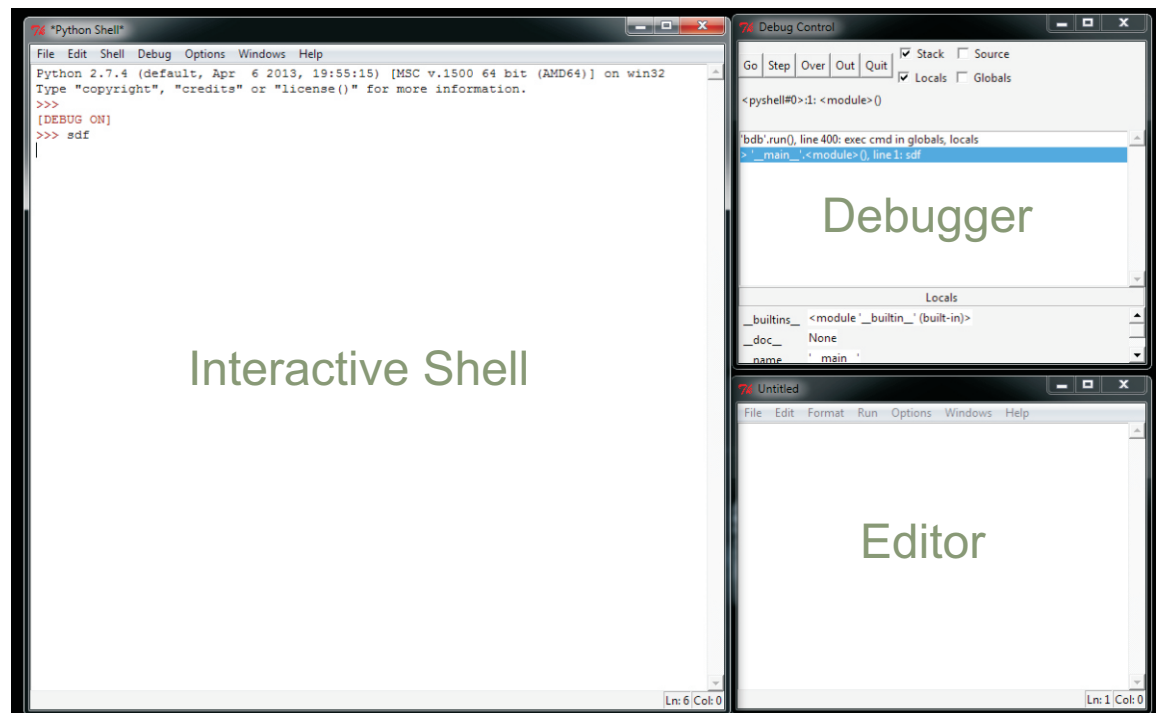 *Python Shell*
File Edit Shell Debug Options Windows Help
Python 2.7.4 (default, Apr  6 2013, 19:55:15) [MSC v.1500 64 bit (AMD64)] on win32
Type "copyright", "credits" or "license()" for more information.
>>>
[DEBUG ON]
>>> sdf
Interactive Shell
Ln: 6 Col: 0
Debug Control
Go Step Over Out Quit Stack Source
Locals Globals
<pyshell#0>:1: <module>()
'bdb'.run(), line 400: exec cmd in globals, locals
> '__main__'.<module>(), line 1: sdf
Debugger
Locals
__builtins__ <module '__builtin__' (built-in)>
__doc__ None
__name__ '__main__'
Untitled
File Edit Format Run Options Windows Help
Editor
Ln: 1 Col: 0